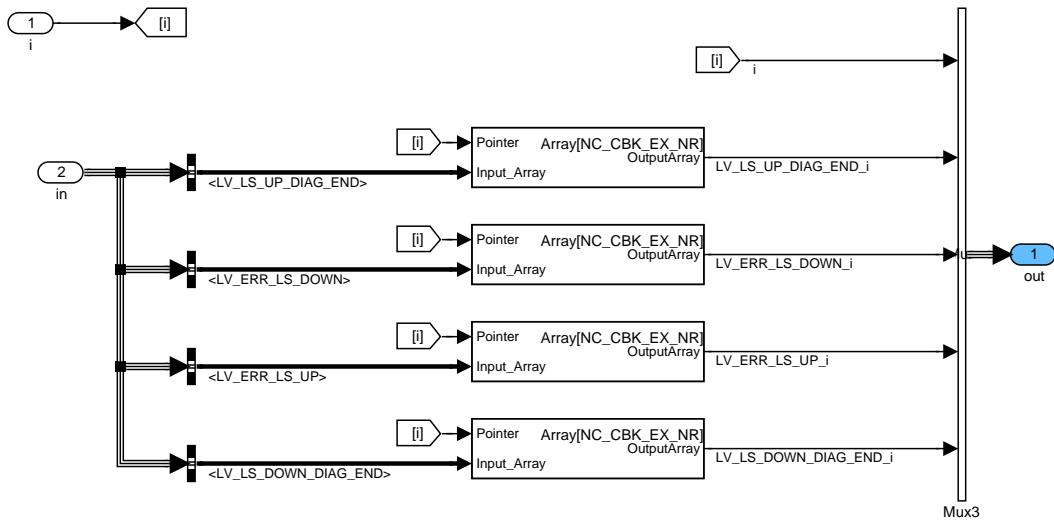 1
[i]
i
[i]
i
[i]
Pointer
Array[NC_CBK_EX_NR]
OutputArray
Input_Array
2
in
<LV_LS_UP_DIAG_END>
LV_LS_UP_DIAG_END_i
[i]
Pointer
Array[NC_CBK_EX_NR]
OutputArray
Input_Array
<LV_ERR_LS_DOWN>
LV_ERR_LS_DOWN_i
1
out
[i]
Pointer
Array[NC_CBK_EX_NR]
OutputArray
Input_Array
<LV_ERR_LS_UP>
LV_ERR_LS_UP_i
[i]
Pointer
Array[NC_CBK_EX_NR]
OutputArray
Input_Array
<LV_LS_DOWN_DIAG_END>
LV_LS_DOWN_DIAG_END_i
Mux3